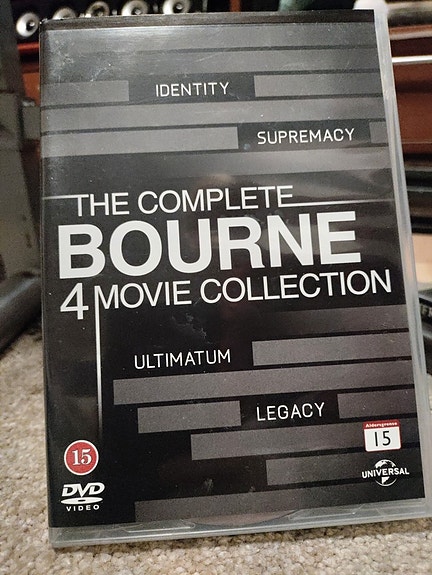 IDENTITY
SUPREMACY
THE COMPLETE
BOURNE
4 MOVIE COLLECTION
ULTIMATUM
LEGACY
Aldersgrense
15
15
DVD
VIDEO
UNIVERSAL